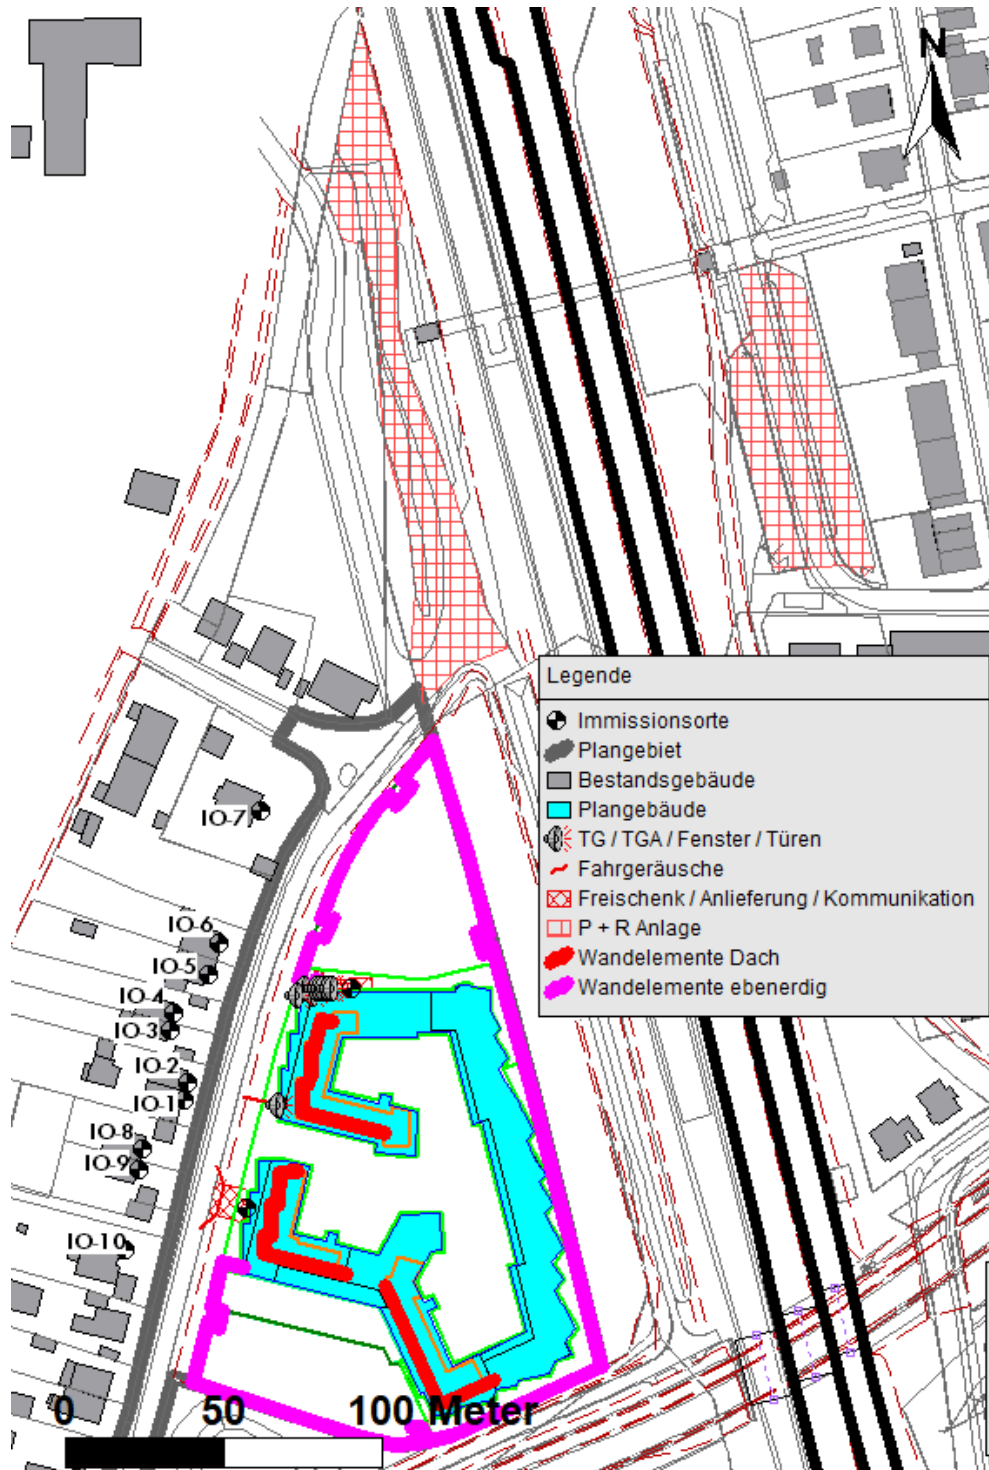 N
Legende
Immissionsorte
Plangebiet
Bestandsgebäude
Plangebäude
TG / TGA / Fenster / Türen
Fahrgeräusche
Freischenk / Anlieferung / Kommunikation
P + R Anlage
Wandelemente Dach
Wandelemente ebenerdig
IO-7
IO-6
IO-5
IO-4
IO-3
IO-2
IO-1
IO-8
IO-9
IO-10
0 50 100 Meter